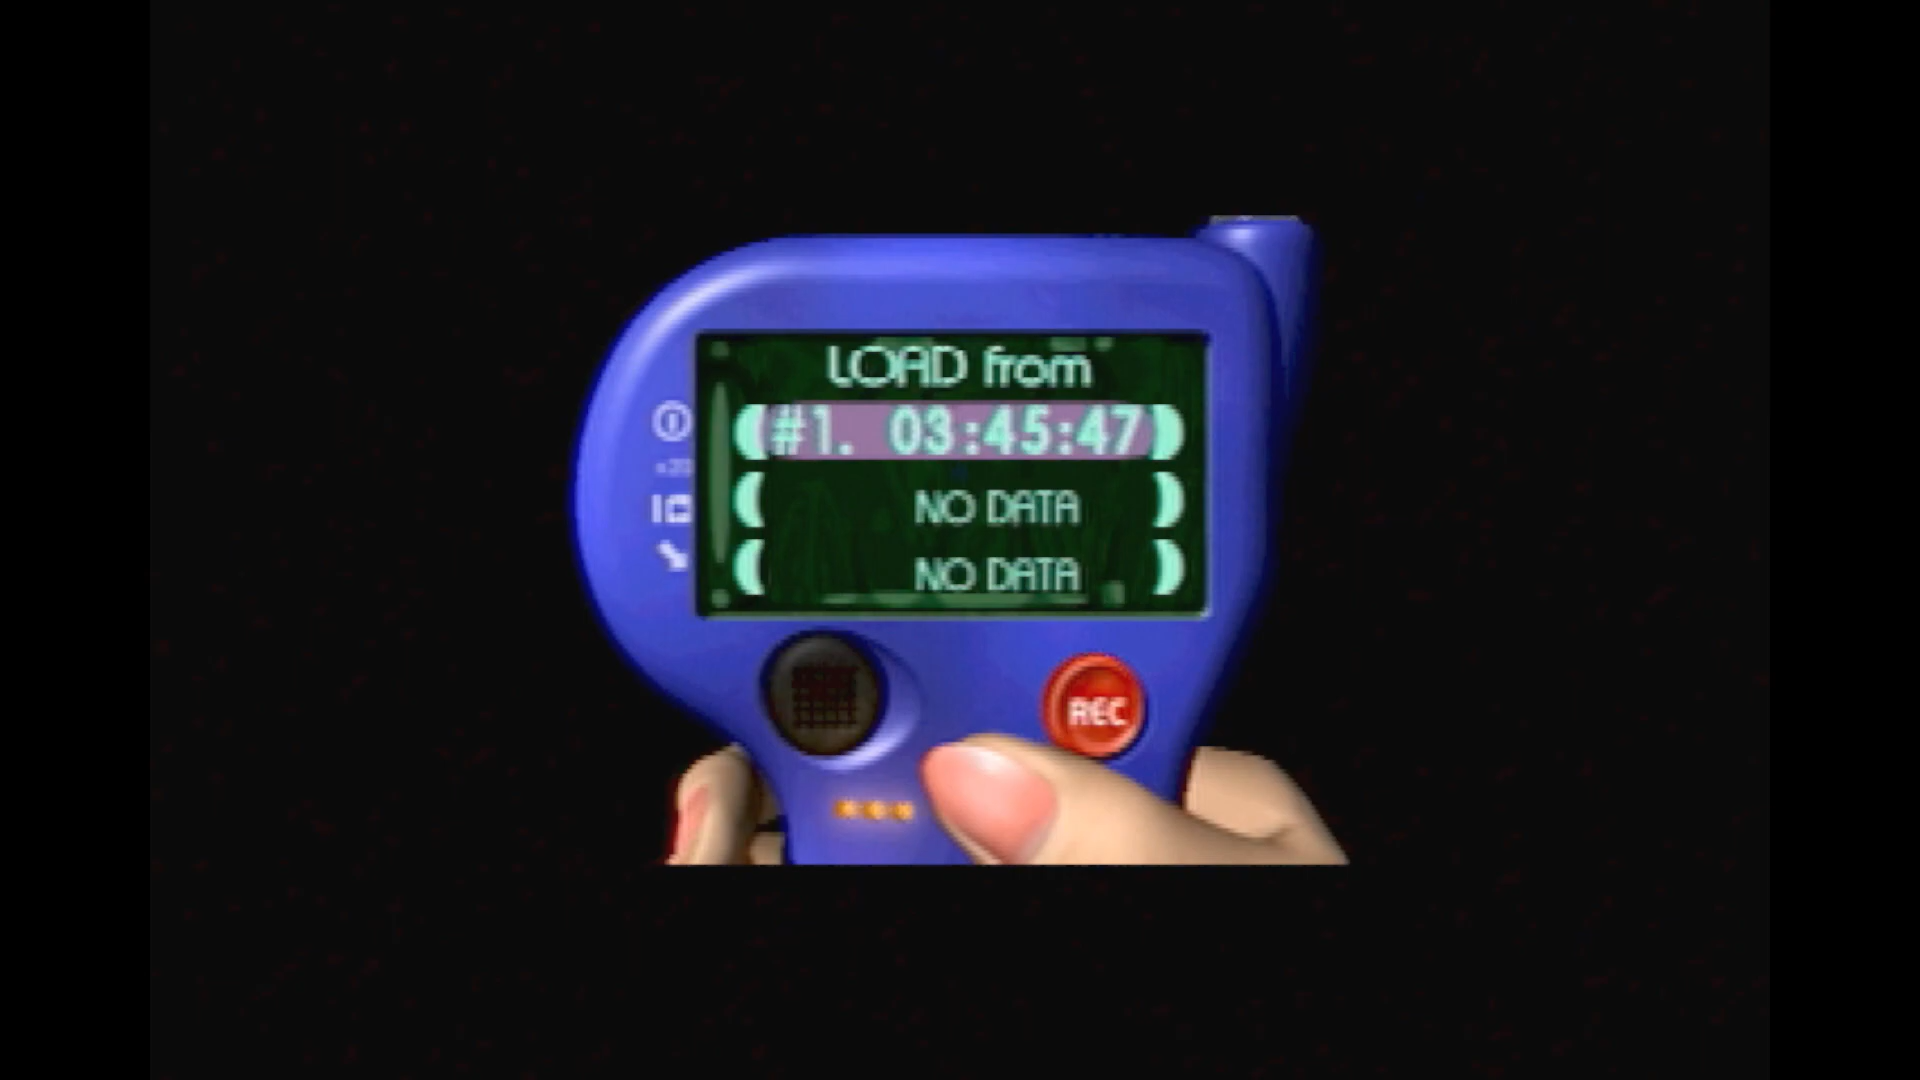 LOAD from
#1. 03:45:47
NO DATA
NO DATA
REC